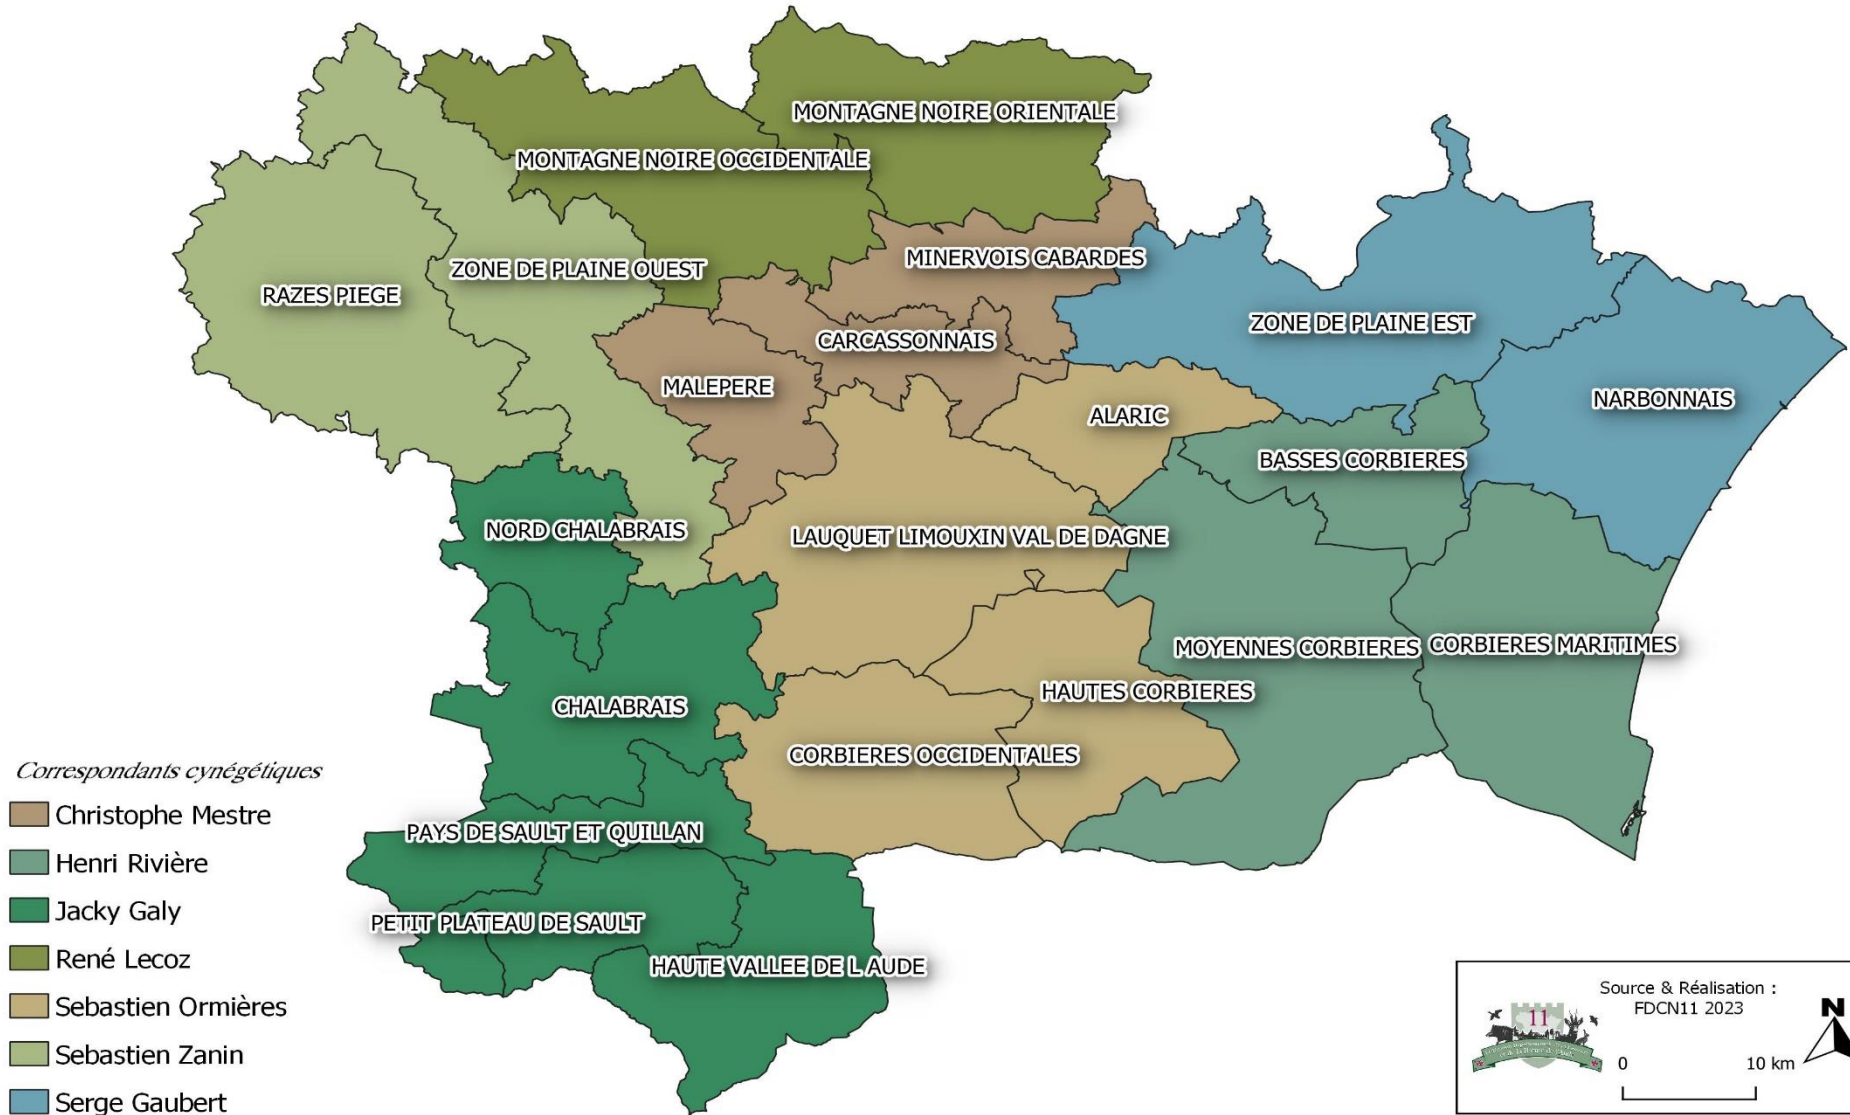 MONTAGNE NOIRE ORIENTALE
MONTAGNE NOIRE OCCIDENTALE
MINERVOIS CABARDES
ZONE DE PLAINE OUEST
RAZES PIEGE
ZONE DE PLAINE EST
CARCASSONNAIS
MALEPERE
NARBONNAIS
ALARIC
BASSES CORBIERES
NORD CHALABRAIS
LAUQUET LIMOUXIN VAL DE DAGNE
MOYENNES CORBIERES
CORBIERES MARITIMES
HAUTES CORBIERES
CHALABRAIS
CORBIERES OCCIDENTALES
PAYS DE SAULT ET QUILLAN
PETIT PLATEAU DE SAULT
HAUTE VALLEE DE L AUDE
Correspondants cynégétiques
Christophe Mestre
Henri Rivière
Jacky Galy
René Lecoz
Sebastien Ormières
Sebastien Zanin
Serge Gaubert
Source & Réalisation :
FDCN11 2023
N
11
0 10 km